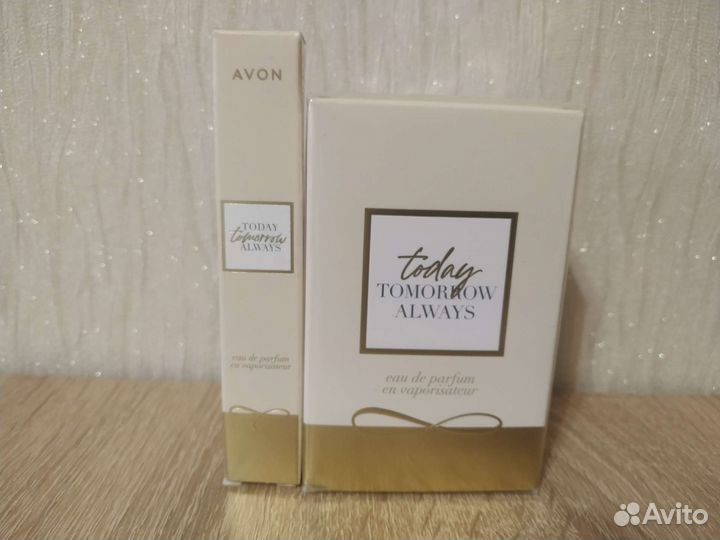 AVON
TODAY
tomorrow
ALWAYS
eau de parfum
en vaporisateur
today
TOMORROW
ALWAYS
eau de parfum
en vaporisateur
Avito